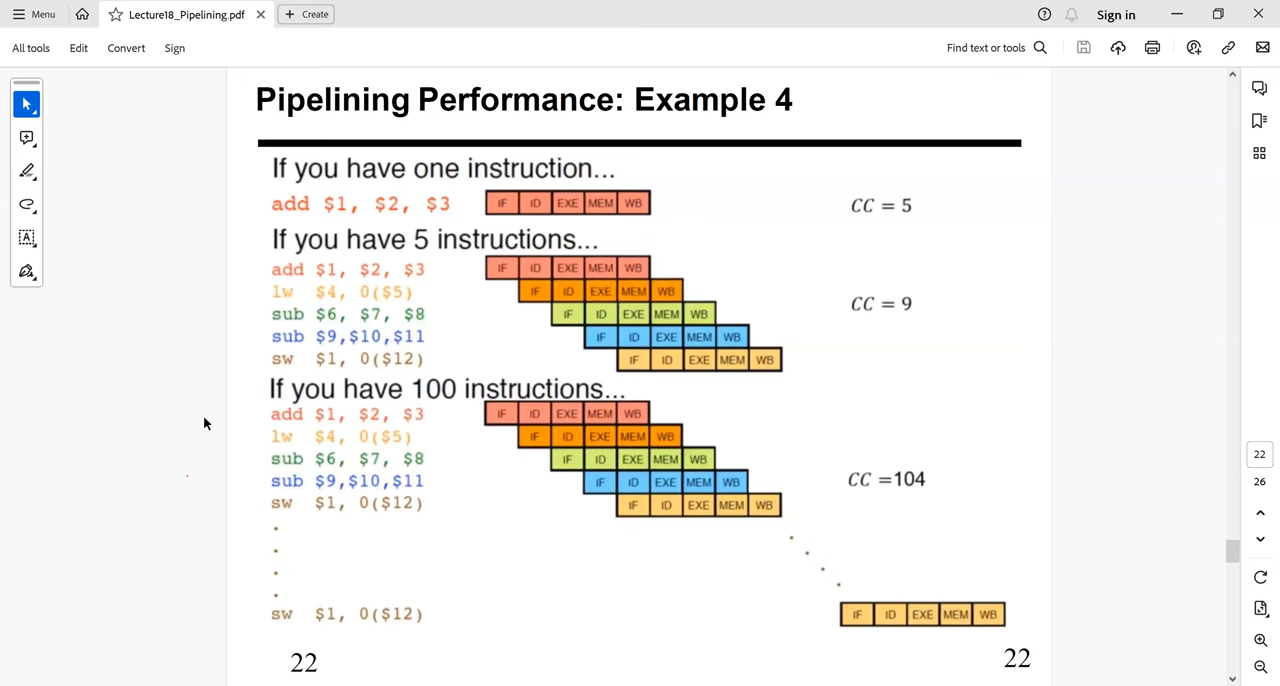 Menu Lecture18_Pipelining.pdf Create Sign in
All tools Edit Convert Sign Find text or tools
Pipelining Performance: Example 4
If you have one instruction...
add $1, $2, $3 IF ID EXE MEM WB CC = 5
If you have 5 instructions...
add $1, $2, $3 IF ID EXE MEM WB
lw $4, 0($5) IF ID EXE MEM WB
sub $6, $7, $8 IF ID EXE MEM WB CC = 9
sub $9,$10,$11 IF ID EXE MEM WB
sw $1, 0($12) IF ID EXE MEM WB
If you have 100 instructions...
add $1, $2, $3 IF ID EXE MEM WB
lw $4, 0($5) IF ID EXE MEM WB
sub $6, $7, $8 IF ID EXE MEM WB
sub $9,$10,$11 IF ID EXE MEM WB CC =104
sw $1, 0($12) IF ID EXE MEM WB
sw $1, 0($12) IF ID EXE MEM WB
22 22
22
26